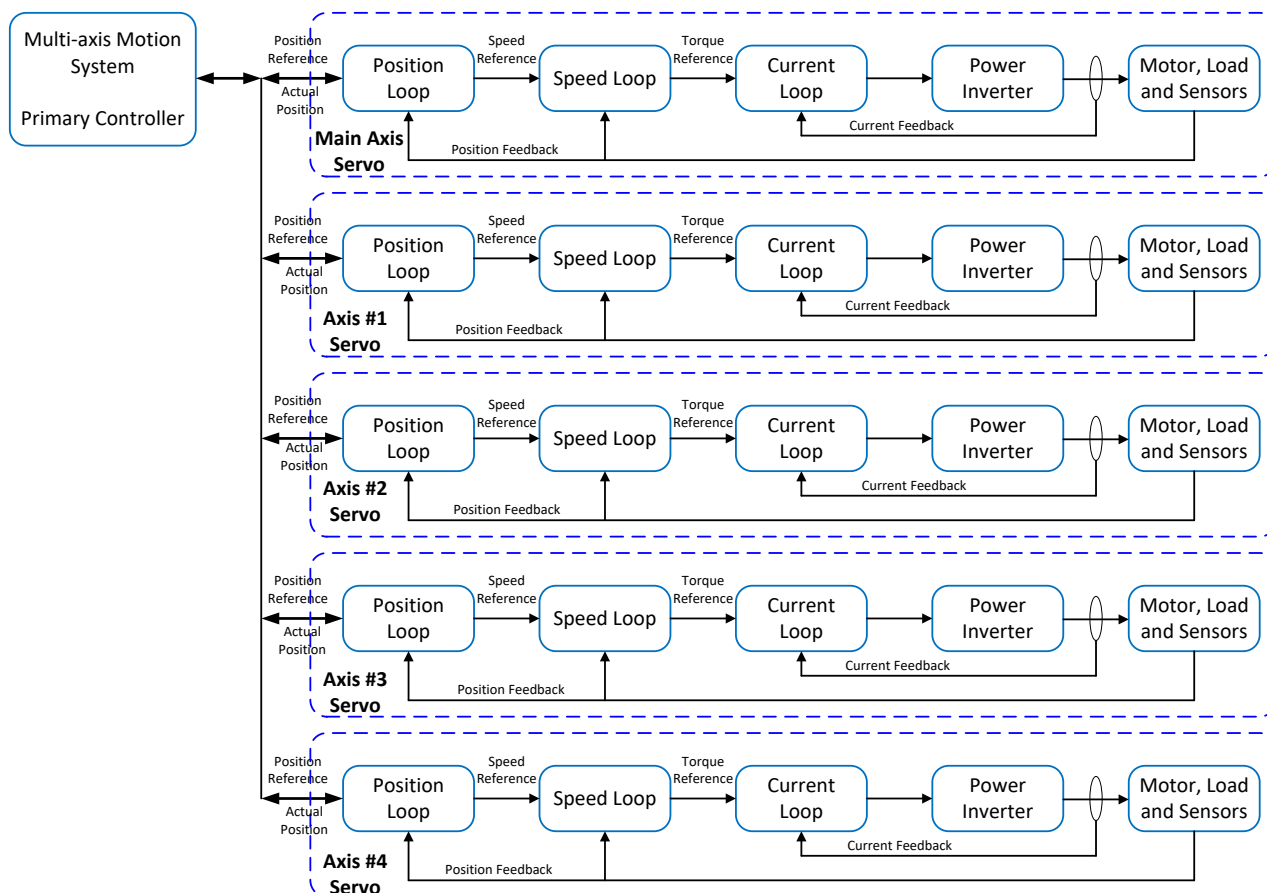 Multi-axis Motion
System
Primary Controller
Position
Reference
Actual
Position
Position
Loop
Speed
Reference
Speed Loop
Torque
Reference
Current
Loop
Power
Inverter
Motor, Load
and Sensors
Current Feedback
Position Feedback
Main Axis
Servo
Position
Reference
Actual
Position
Position
Loop
Speed
Reference
Speed Loop
Torque
Reference
Current
Loop
Power
Inverter
Motor, Load
and Sensors
Current Feedback
Position Feedback
Axis #1
Servo
Position
Reference
Actual
Position
Position
Loop
Speed
Reference
Speed Loop
Torque
Reference
Current
Loop
Power
Inverter
Motor, Load
and Sensors
Current Feedback
Position Feedback
Axis #2
Servo
Position
Reference
Actual
Position
Position
Loop
Speed
Reference
Speed Loop
Torque
Reference
Current
Loop
Power
Inverter
Motor, Load
and Sensors
Current Feedback
Position Feedback
Axis #3
Servo
Position
Reference
Actual
Position
Position
Loop
Speed
Reference
Speed Loop
Torque
Reference
Current
Loop
Power
Inverter
Motor, Load
and Sensors
Current Feedback
Position Feedback
Axis #4
Servo